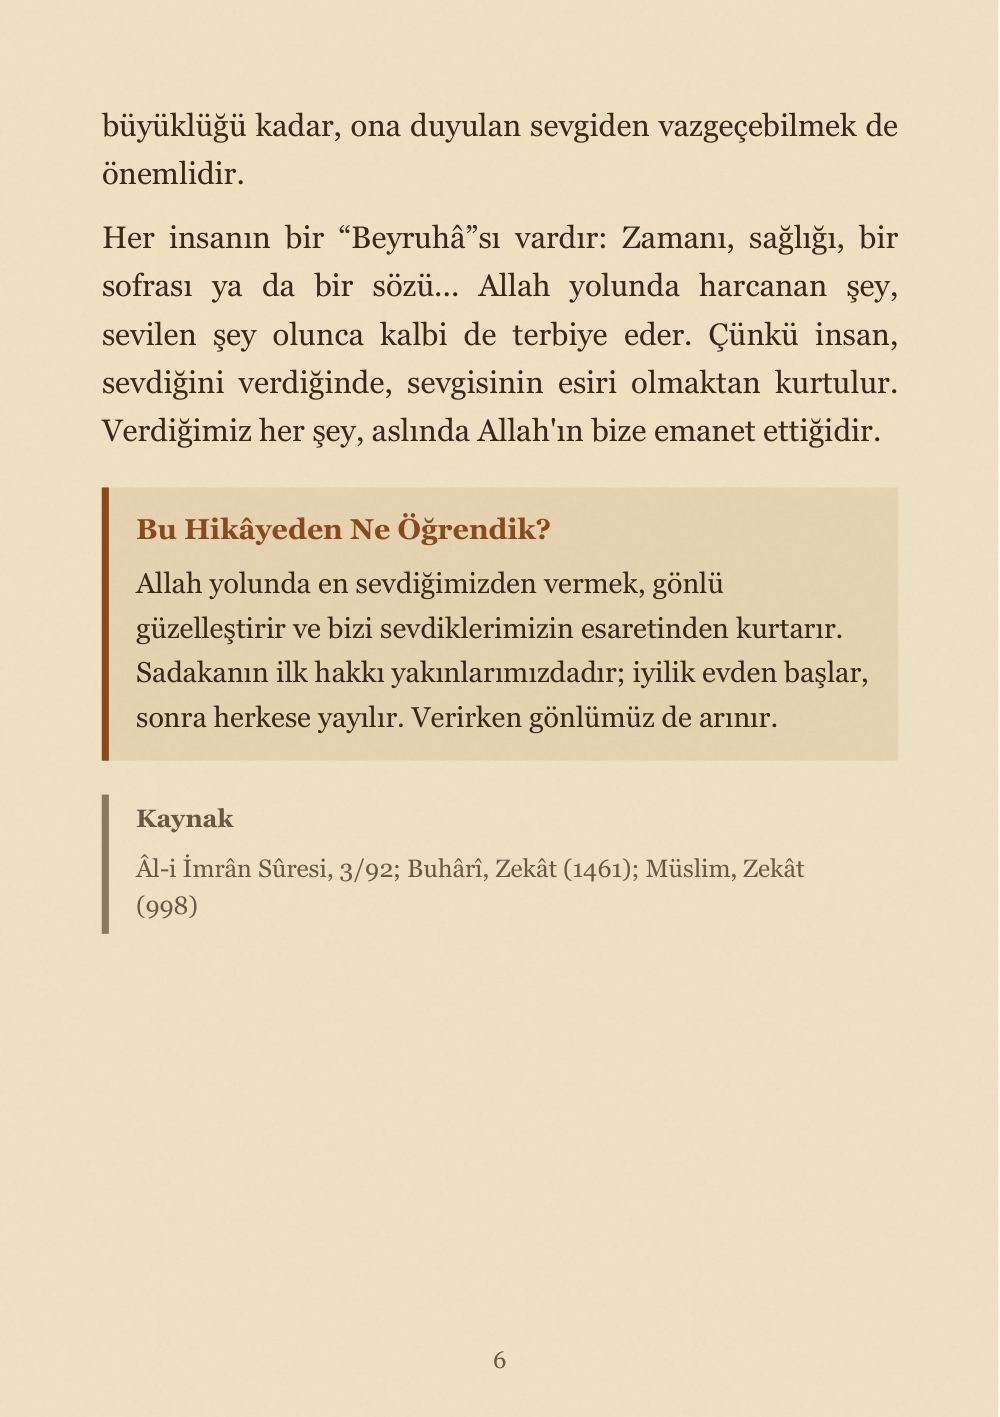 büyüklüğü kadar, ona duyulan sevgiden vazgeçebilmek de
önemlidir.
Her insanın bir “Beyruhâ”sı vardır: Zamanı, sağlığı, bir
sofrası ya da bir sözü... Allah yolunda harcanan şey,
sevilen şey olunca kalbi de terbiye eder. Çünkü insan,
sevdiğini verdiğinde, sevgisinin esiri olmaktan kurtulur.
Verdiğimiz her şey, aslında Allah'ın bize emanet ettiğidir.
Bu Hikâyeden Ne Öğrendik?
Allah yolunda en sevdiğimizden vermek, gönlü
güzelleştirir ve bizi sevdiklerimizin esaretinden kurtarır.
Sadakanın ilk hakkı yakınlarımızdadır; iyilik evden başlar,
sonra herkese yayılır. Verirken gönlümüz de arınır.
Kaynak
Âl-i İmrân Sûresi, 3/92; Buhârî, Zekât (1461); Müslim, Zekât
(998)
6